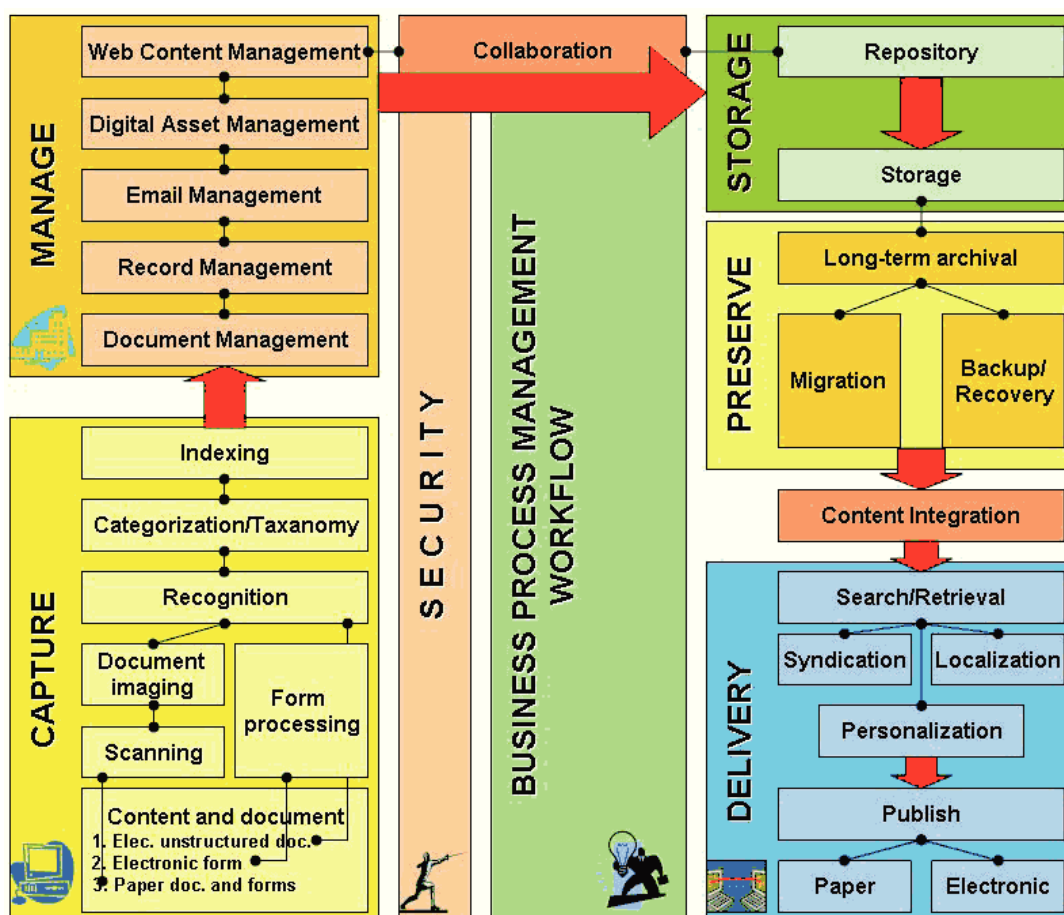 MANAGE
Web Content Management
Digital Asset Management
Email Management
Record Management
Document Management
CAPTURE
Indexing
Categorization/Taxanomy
Recognition
Document
imaging
Scanning
Form
processing
Content and document
1. Elec. unstructured doc.
2. Electronic form
3. Paper doc. and forms
Collaboration
SECURITY
BUSINESS PROCESS MANAGEMENT
WORKFLOW
STORAGE
Repository
Storage
PRESERVE
Long-term archival
Migration
Backup/
Recovery
Content Integration
DELIVERY
Search/Retrieval
Syndication
Localization
Personalization
Publish
Paper
Electronic